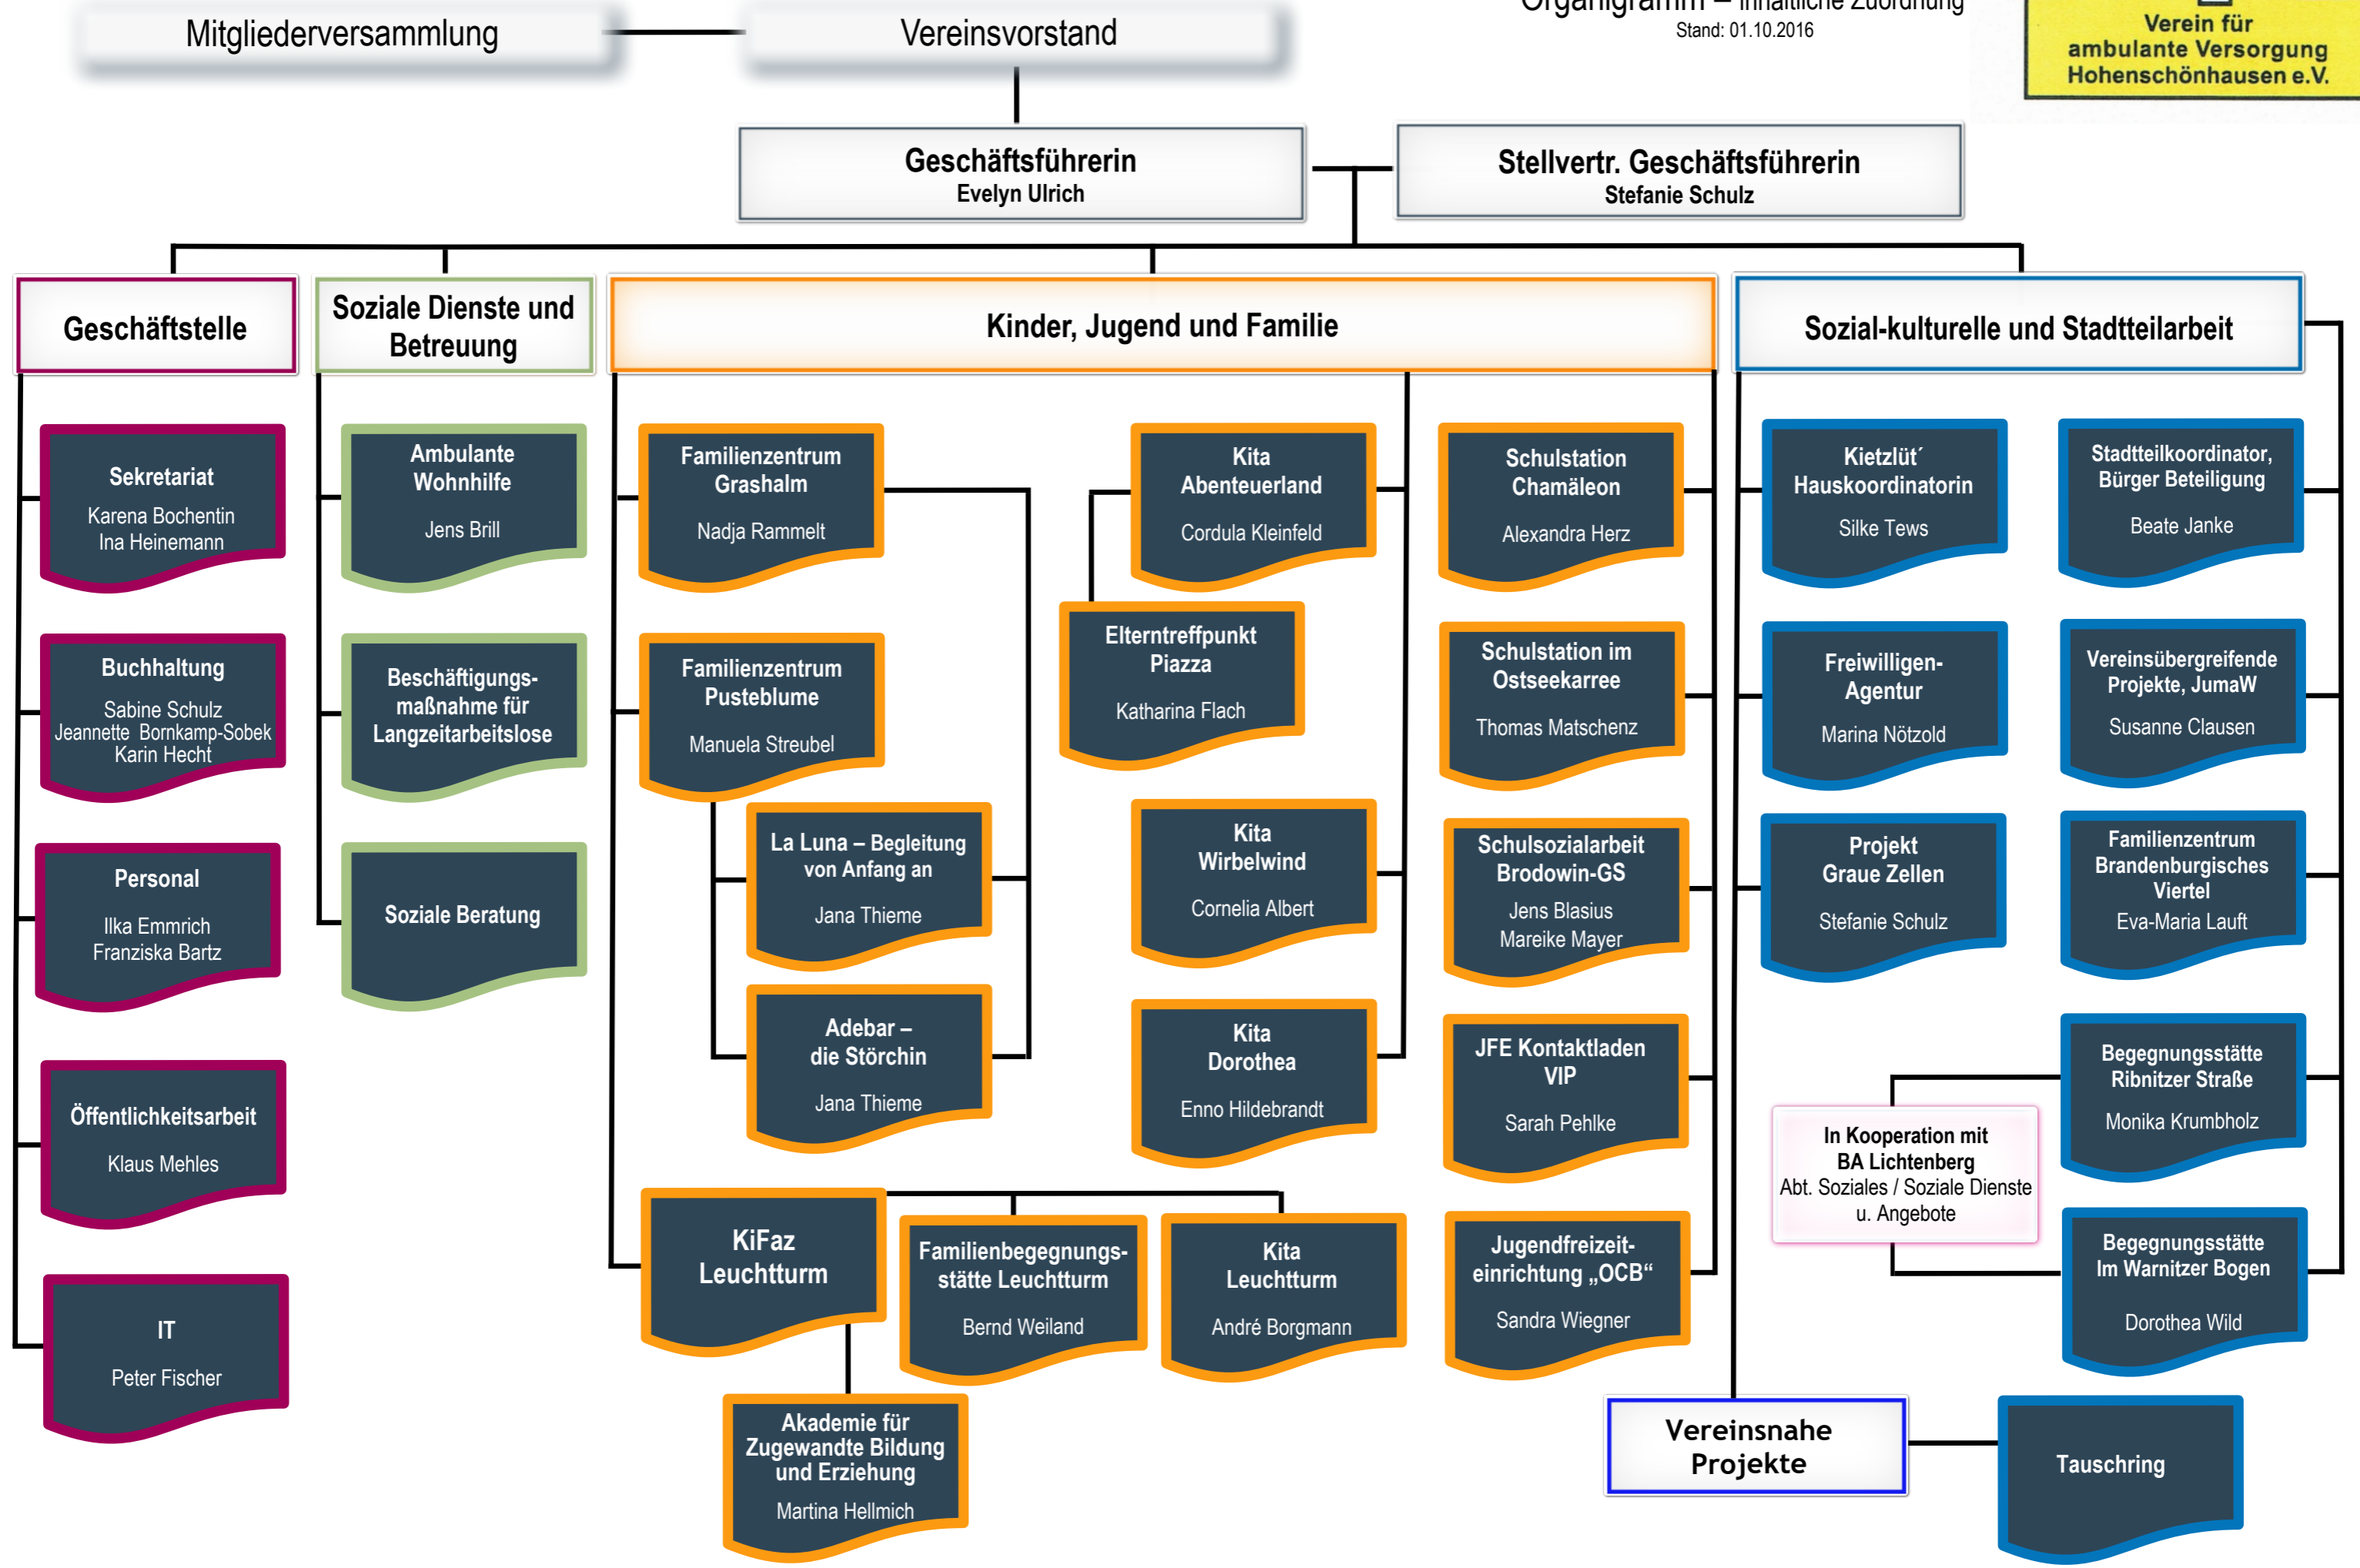 Organigramm – Inhaltliche Zuordnung
Stand: 01.10.2016
Verein für
ambulante Versorgung
Hohenschönhausen e.V.
Mitgliederversammlung
Vereinsvorstand
Geschäftsführerin
Evelyn Ulrich
Stellvertr. Geschäftsführerin
Stefanie Schulz
Geschäftstelle
Sekretariat
Karena Bochentin
Ina Heinemann
Buchhaltung
Sabine Schulz
Jeannette Bornkamp-Sobek
Karin Hecht
Personal
Ilka Emmrich
Franziska Bartz
Öffentlichkeitsarbeit
Klaus Mehles
IT
Peter Fischer
Soziale Dienste und
Betreuung
Ambulante
Wohnhilfe
Jens Brill
Beschäftigungs-
maßnahme für
Langzeitarbeitslose
Soziale Beratung
Kinder, Jugend und Familie
Familienzentrum
Grashalm
Nadja Rammelt
Familienzentrum
Pusteblume
Manuela Streubel
La Luna – Begleitung
von Anfang an
Jana Thieme
Adebar –
die Störchin
Jana Thieme
KiFaz
Leuchtturm
Familienbegegnungs-
stätte Leuchtturm
Bernd Weiland
Kita
Leuchtturm
André Borgmann
Akademie für
Zugewandte Bildung
und Erziehung
Martina Hellmich
Kita
Abenteuerland
Cordula Kleinfeld
Elterntreffpunkt
Piazza
Katharina Flach
Kita
Wirbelwind
Cornelia Albert
Kita
Dorothea
Enno Hildebrandt
Schulstation
Chamäleon
Alexandra Herz
Schulstation im
Ostseekarree
Thomas Matschenz
Schulsozialarbeit
Brodowin-GS
Jens Blasius
Mareike Mayer
JFE Kontaktladen
VIP
Sarah Pehlke
Jugendfreizeit-
einrichtung „OCB“
Sandra Wiegner
Sozial-kulturelle und Stadtteilarbeit
Kietzlüt´
Hauskoordinatorin
Silke Tews
Freiwilligen-
Agentur
Marina Nötzold
Projekt
Graue Zellen
Stefanie Schulz
Stadtteilkoordinator,
Bürger Beteiligung
Beate Janke
Vereinsübergreifende
Projekte, JumaW
Susanne Clausen
Familienzentrum
Brandenburgisches
Viertel
Eva-Maria Lauft
Begegnungsstätte
Ribnitzer Straße
Monika Krumbholz
In Kooperation mit
BA Lichtenberg
Abt. Soziales / Soziale Dienste
u. Angebote
Begegnungsstätte
Im Warnitzer Bogen
Dorothea Wild
Vereinsnahe
Projekte
Tauschring